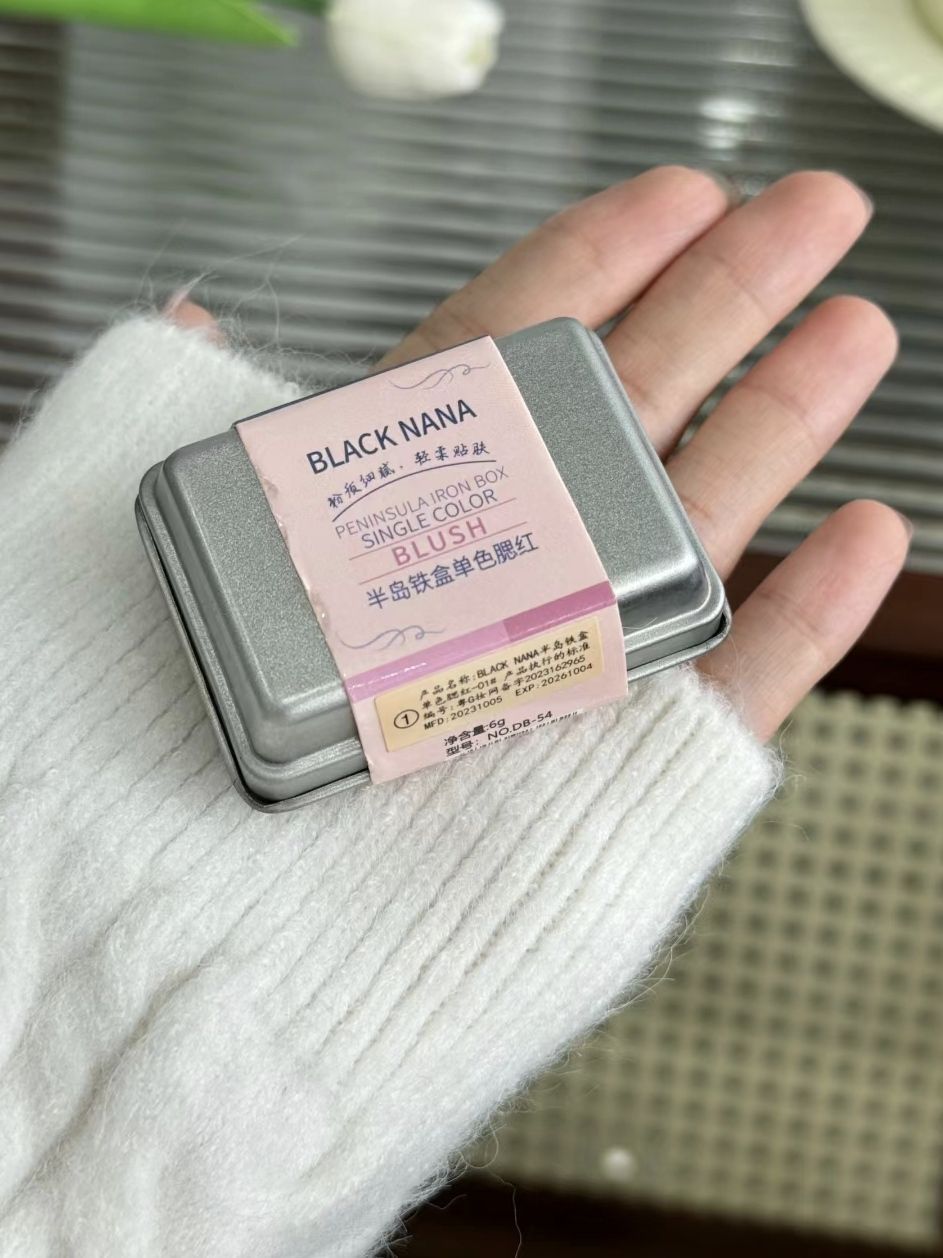 BLACK NANA
粉质细腻，轻柔贴肤
PENINSULA IRON BOX
SINGLE COLOR
BLUSH
半岛铁盒单色腮红
产品名称:BLACK NANA半岛铁盒
单色腮红-01# 产品执行的标准
编号:粤G妆网备字2023162965
MFD:20231005 EXP:20261004
①
净含量:6g
型号: NO.DB-54